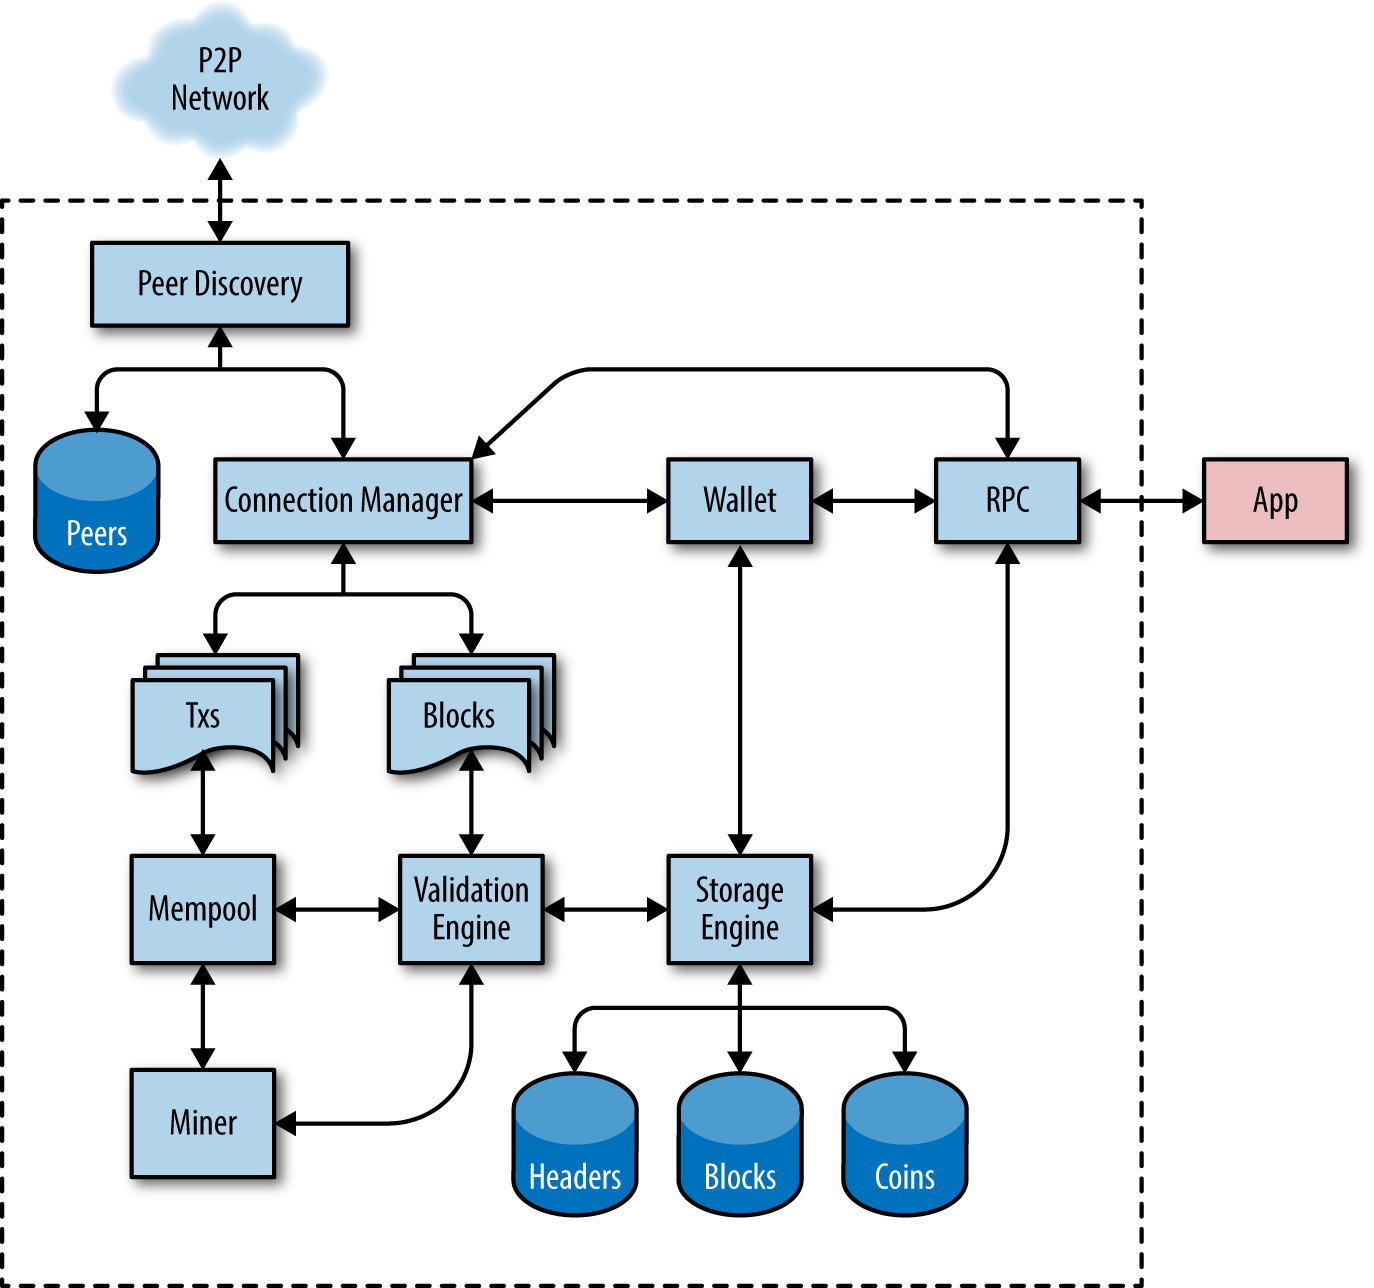 P2P
Network
Peer Discovery
Peers
Connection Manager
Wallet
RPC
App
Txs
Blocks
Mempool
Validation
Engine
Storage
Engine
Miner
Headers
Blocks
Coins